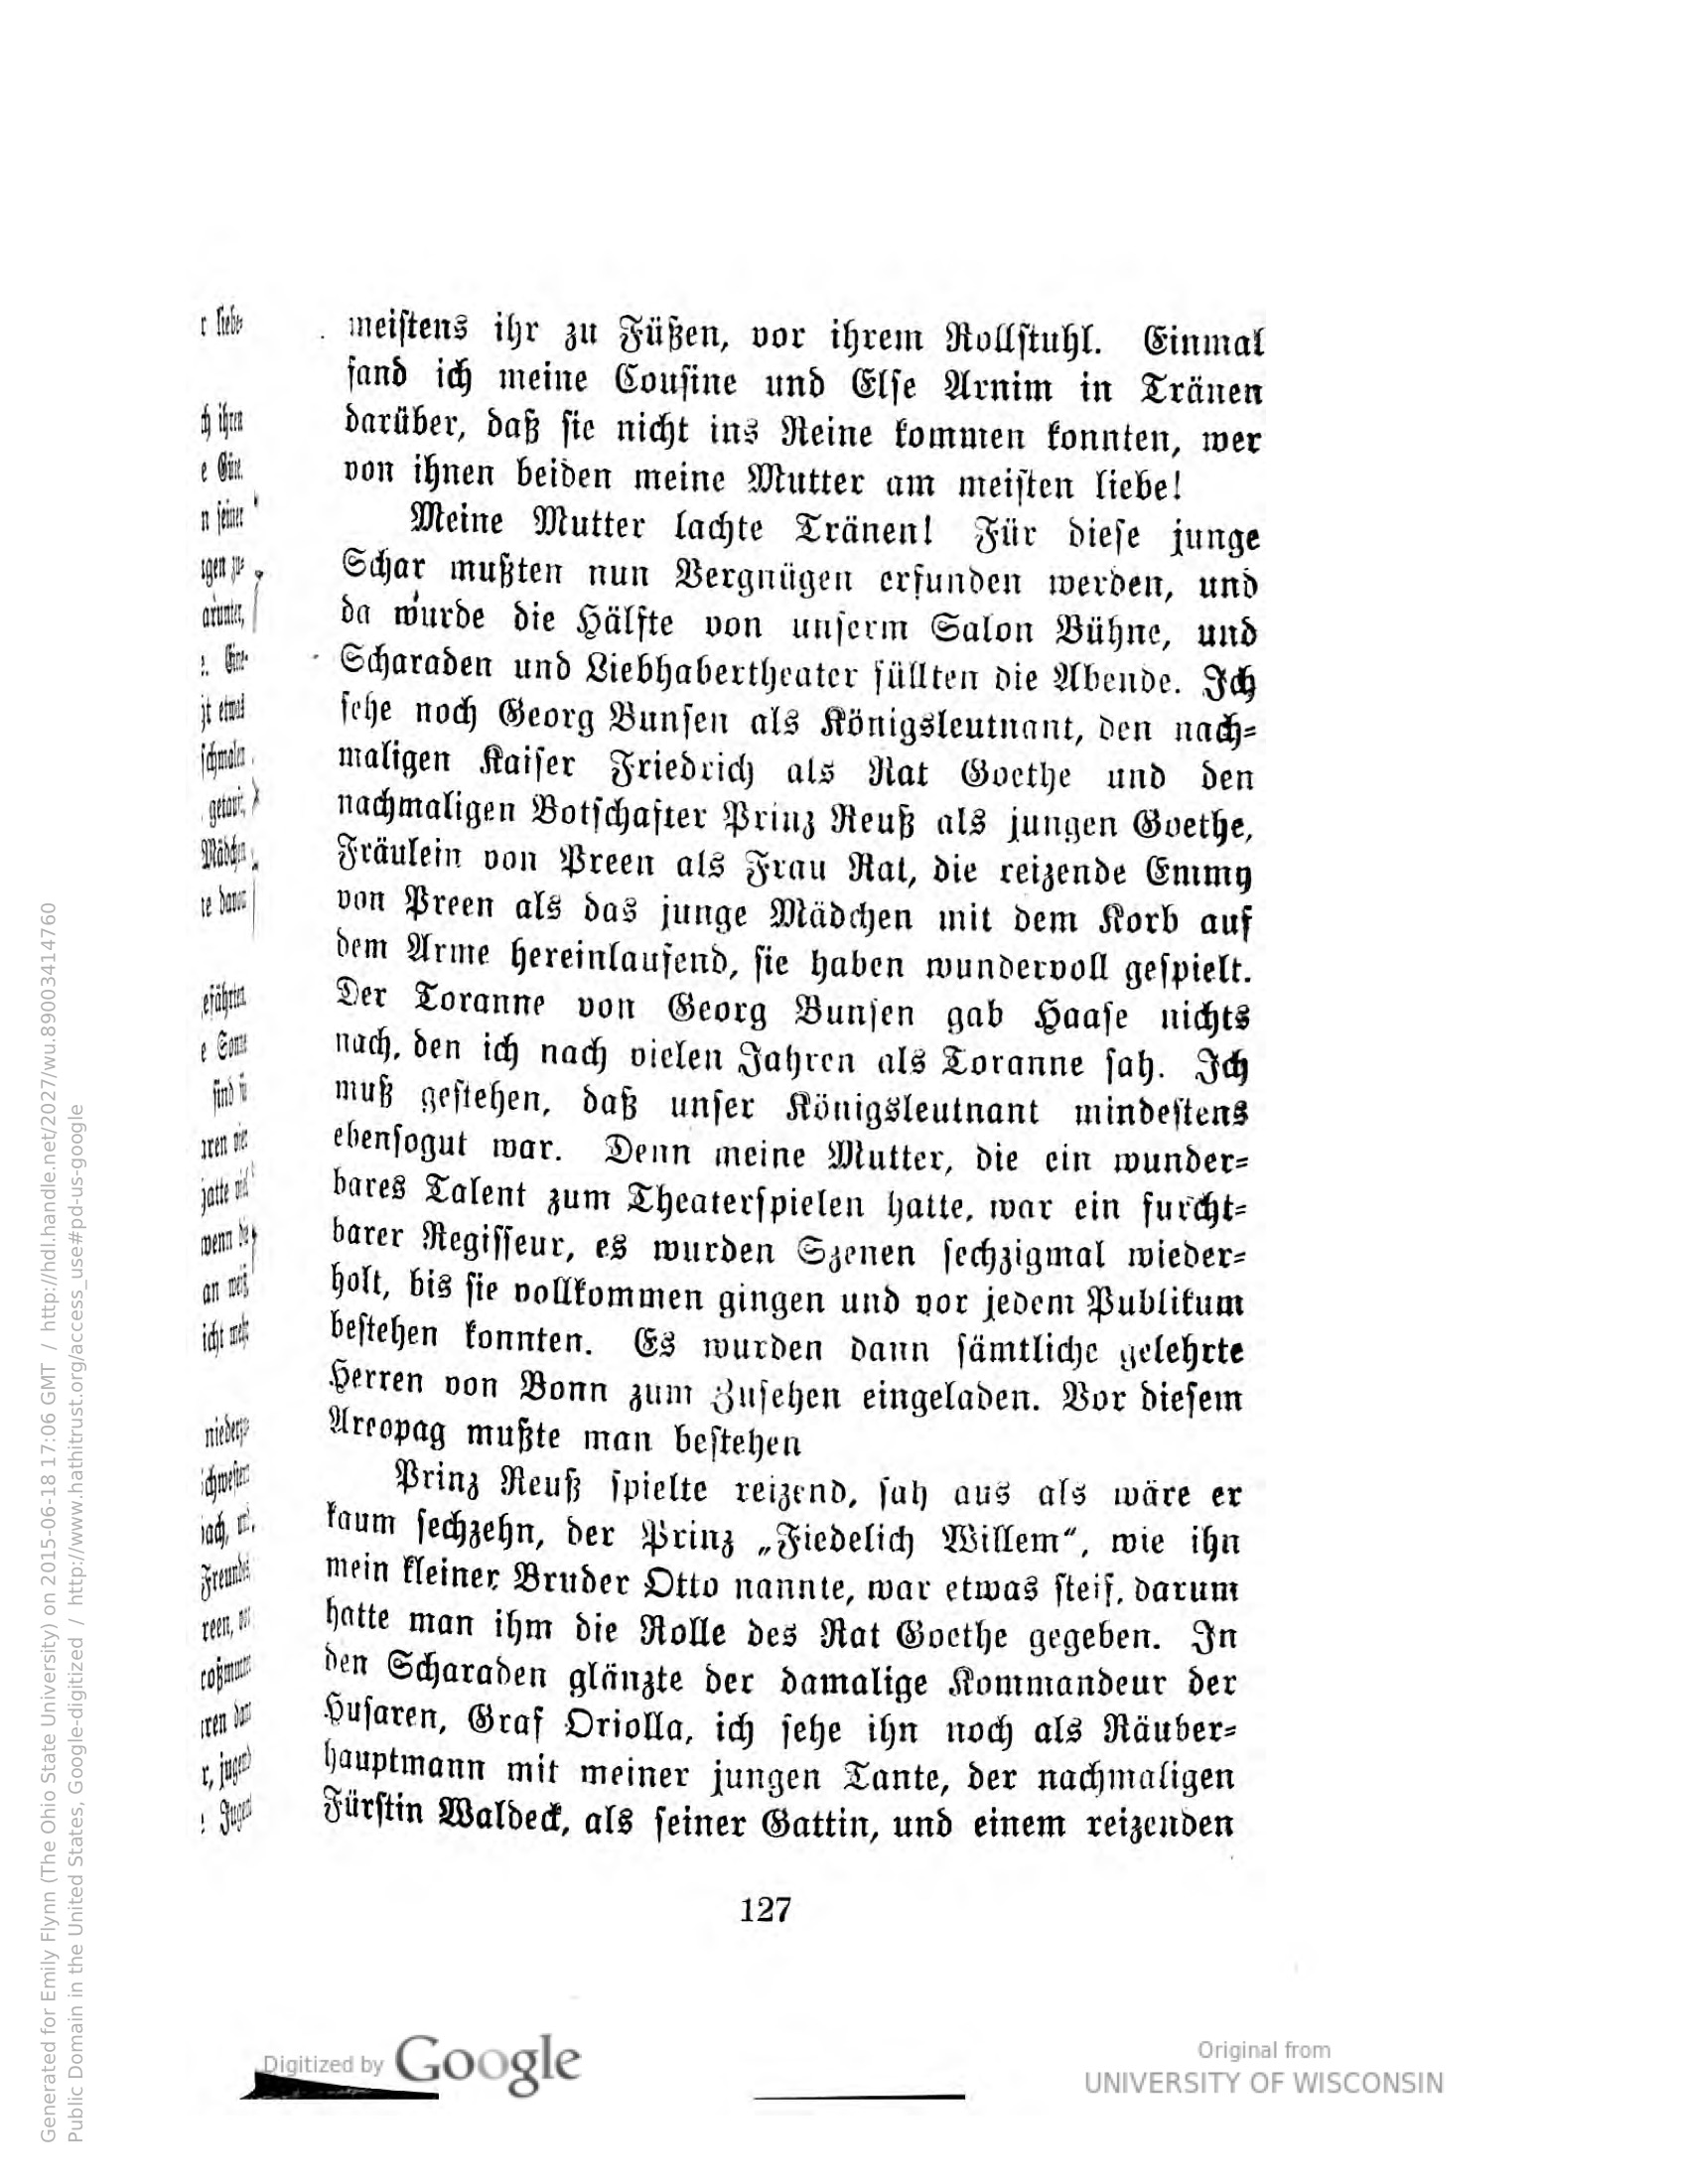 meistens ihr zu Füßen, vor ihrem Rollstuhl. Einmal
fand ich meine Cousine und Else Arnim in Tränen
darüber, daß sie nicht ins Reine kommen konnten, wer
von ihnen beiden meine Mutter am meisten liebe!
Meine Mutter lachte Tränen! Für diese junge
Schar mußten nun Vergnügen erfunden werden, und
da wurde die Hälfte von unserm Salon Bühne, und
Scharaden und Liebhabertheater füllten die Abende. Ich
sehe noch Georg Bunsen als Königsleutnant, den nach-
maligen Kaiser Friedrich als Rat Goethe und den
nachmaligen Botschafter Prinz Reuß als jungen Goethe,
Fräulein von Preen als Frau Rat, die reizende Emmy
von Preen als das junge Mädchen mit dem Korb auf
dem Arme hereinlaufend, sie haben wundervoll gespielt.
Der Toranne von Georg Bunsen gab Haase nichts
nach, den ich nach vielen Jahren als Toranne sah. Ich
muß gestehen, daß unser Königsleutnant mindestens
ebensogut war. Denn meine Mutter, die ein wunder-
bares Talent zum Theaterspielen hatte, war ein furcht-
barer Regisseur, es wurden Szenen sechzigmal wieder-
holt, bis sie vollkommen gingen und vor jedem Publikum
bestehen konnten. Es wurden dann sämtliche gelehrte
Herren von Bonn zum Zusehen eingeladen. Vor diesem
Areopag mußte man bestehen
Prinz Reuß spielte reizend, sah aus als wäre er
kaum sechzehn, der Prinz „Fiedelich Willem“, wie ihn
mein kleiner Bruder Otto nannte, war etwas steif, darum
hatte man ihm die Rolle des Rat Goethe gegeben. In
den Scharaden glänzte der damalige Kommandeur der
Husaren, Graf Oriolla, ich sehe ihn noch als Räuber-
hauptmann mit meiner jungen Tante, der nachmaligen
Fürstin Waldeck, als seiner Gattin, und einem reizenden
127
Digitized by Google
Original from
UNIVERSITY OF WISCONSIN
Generated for Emily Flynn (The Ohio State University) on 2015-06-18 17:06 GMT / http://hdl.handle.net/2027/wu.89003414760
Public Domain in the United States, Google-digitized / http://www.hathitrust.org/access_use#pd-us-google